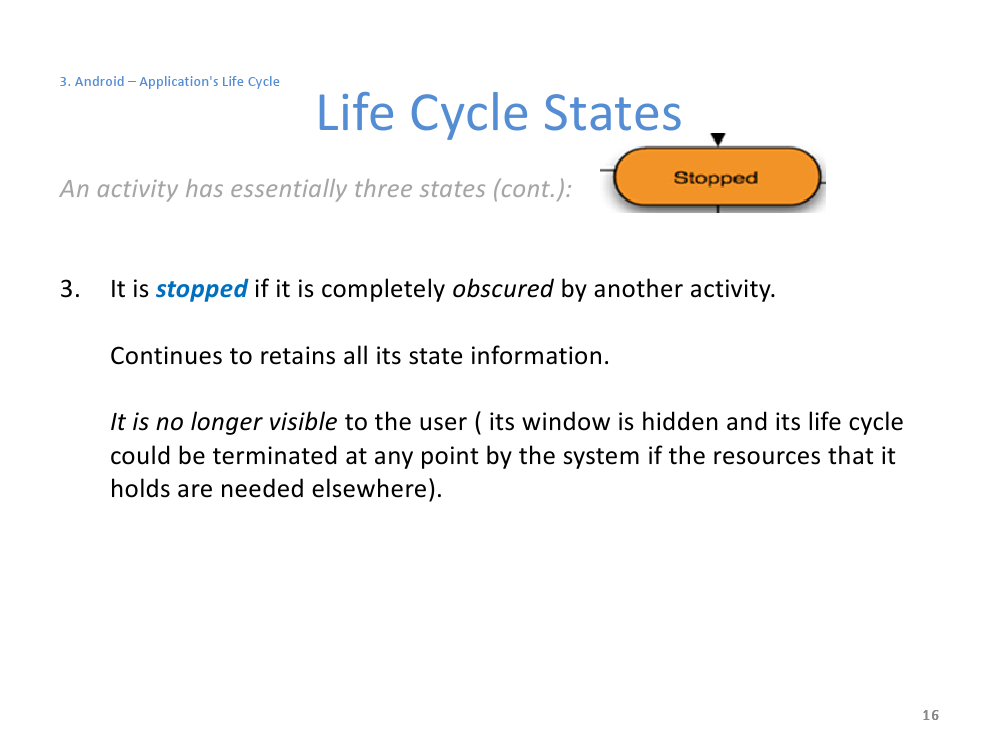 3. Android – Application's Life Cycle
Life Cycle States
An activity has essentially three states (cont.):
Stopped
3. It is stopped if it is completely obscured by another activity.
Continues to retains all its state information.
It is no longer visible to the user ( its window is hidden and its life cycle
could be terminated at any point by the system if the resources that it
holds are needed elsewhere).
16